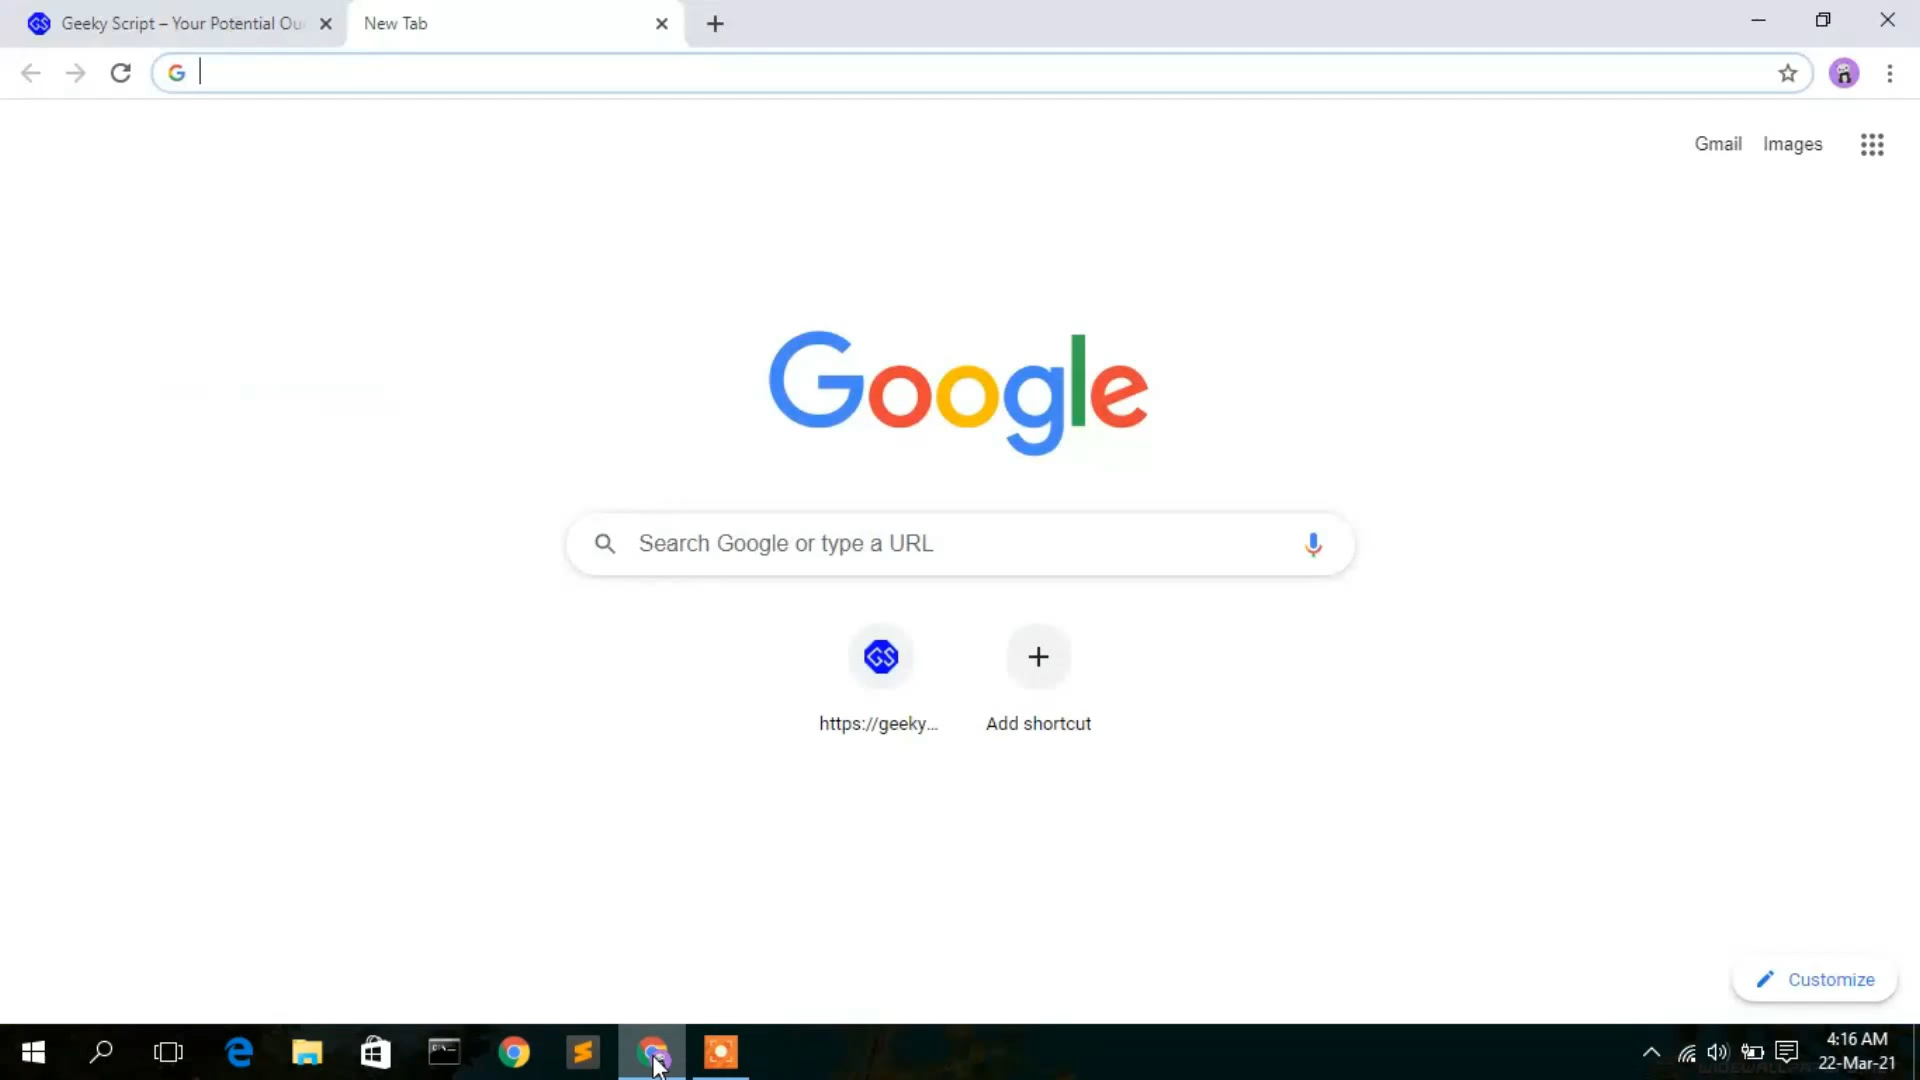 Geeky Script – Your Potential Ou
New Tab
Gmail Images
Google
Search Google or type a URL
https://geeky...
Add shortcut
Customize
4:16 AM
22-Mar-21